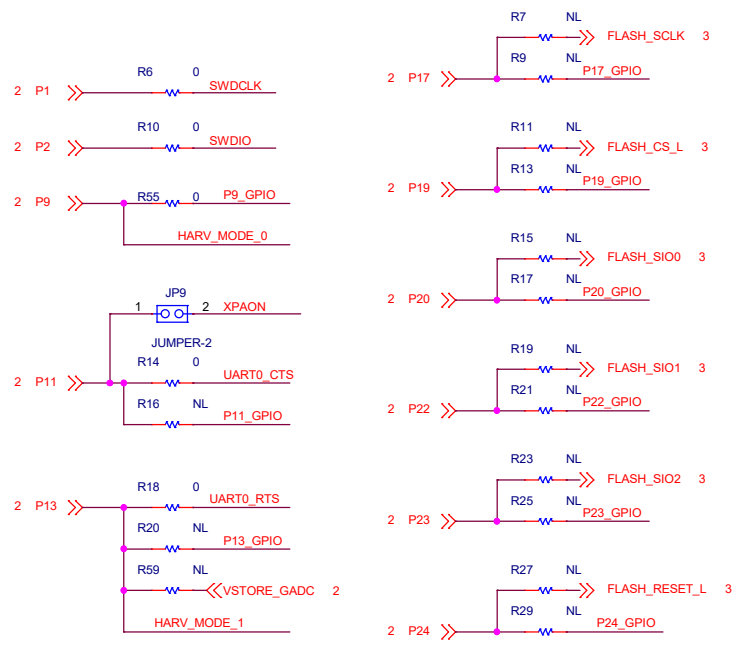 R6 0
2 P1 SWDCLK
R10 0
2 P2 SWDIO
2 P9 R55 0 P9_GPIO
HARV_MODE_0
JP9
1 2 XPAON
JUMPER-2
R14 0
2 P11 UART0_CTS
R16 NL
P11_GPIO
R18 0
2 P13 UART0_RTS
R20 NL
P13_GPIO
R59 NL
VSTORE_GADC 2
HARV_MODE_1
R7 NL
FLASH_SCLK 3
R9 NL
2 P17 P17_GPIO
R11 NL
FLASH_CS_L 3
R13 NL
2 P19 P19_GPIO
R15 NL
FLASH_SIO0 3
R17 NL
2 P20 P20_GPIO
R19 NL
FLASH_SIO1 3
R21 NL
2 P22 P22_GPIO
R23 NL
FLASH_SIO2 3
R25 NL
2 P23 P23_GPIO
R27 NL
FLASH_RESET_L 3
R29 NL
2 P24 P24_GPIO